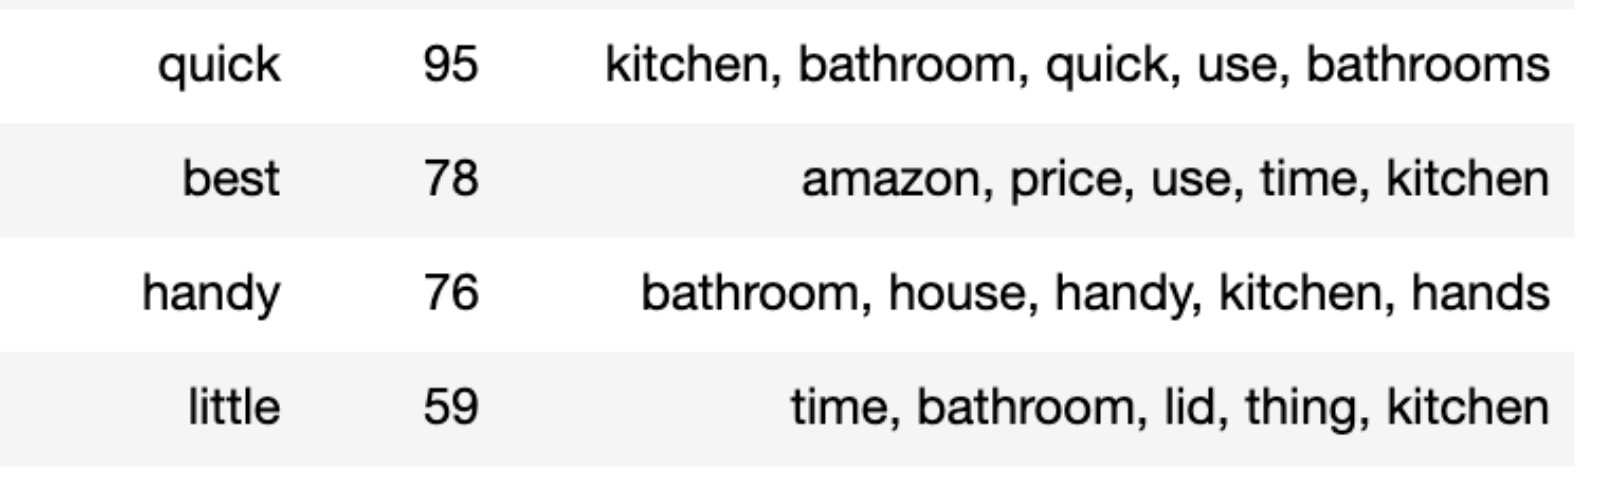 quick 95 kitchen, bathroom, quick, use, bathrooms
best 78 amazon, price, use, time, kitchen
handy 76 bathroom, house, handy, kitchen, hands
little 59 time, bathroom, lid, thing, kitchen